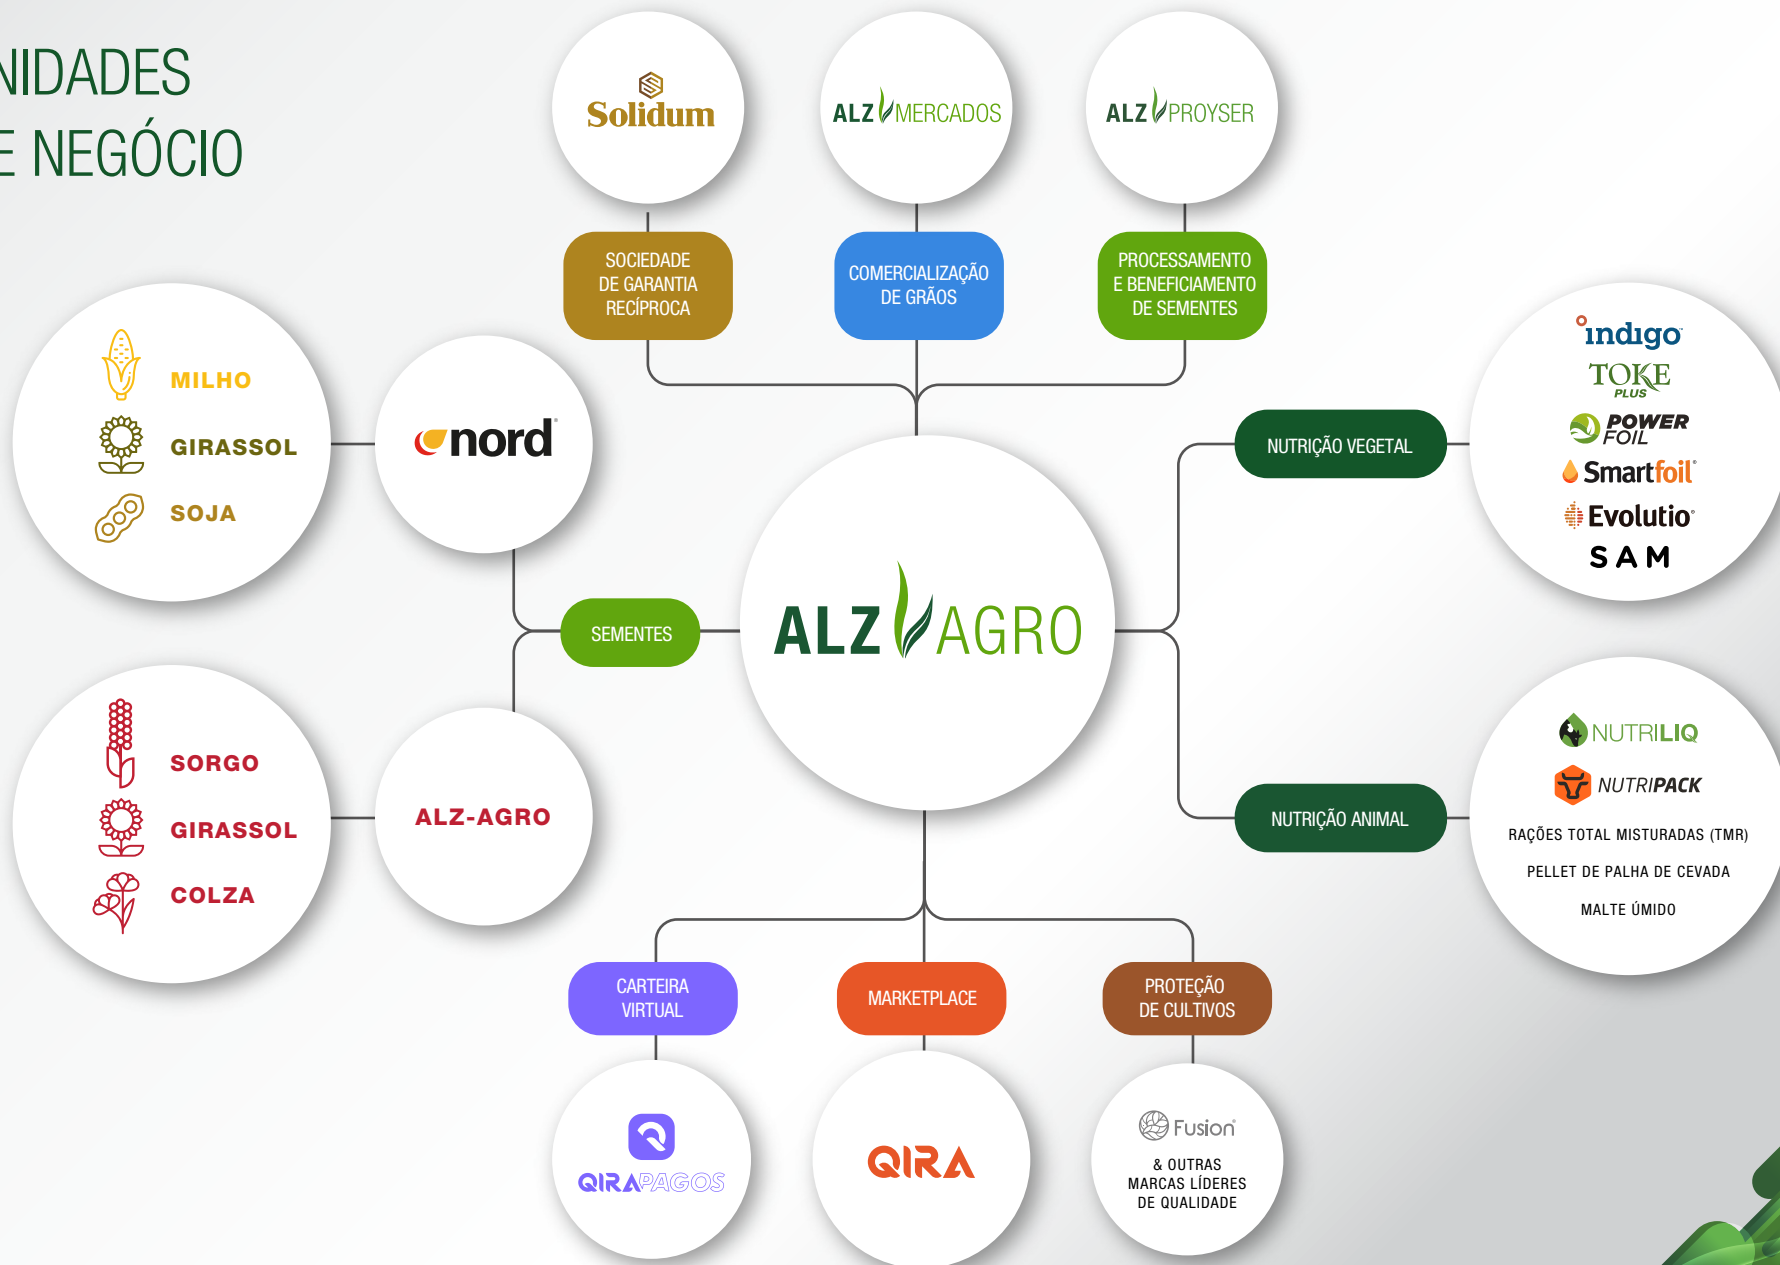 NIDADES
E NEGÓCIO
Solidum
ALZ MERCADOS
ALZ PROYSER
SOCIEDADE
DE GARANTIA
RECÍPROCA
COMERCIALIZAÇÃO
DE GRÃOS
PROCESSAMENTO
E BENEFICIAMENTO
DE SEMENTES
MILHO
GIRASSOL
SOJA
nord
NUTRIÇÃO VEGETAL
indigo
TOKE
PLUS
POWER
FOIL
Smartfoil
Evolutio
SAM
SEMENTES
ALZ AGRO
SORGO
GIRASSOL
COLZA
ALZ-AGRO
NUTRIÇÃO ANIMAL
NUTRILIQ
NUTRIPACK
RAÇÕES TOTAL MISTURADAS (TMR)
PELLET DE PALHA DE CEVADA
MALTE ÚMIDO
CARTEIRA
VIRTUAL
MARKETPLACE
PROTEÇÃO
DE CULTIVOS
QIRAPAGOS
QIRA
Fusion
& OUTRAS
MARCAS LÍDERES
DE QUALIDADE